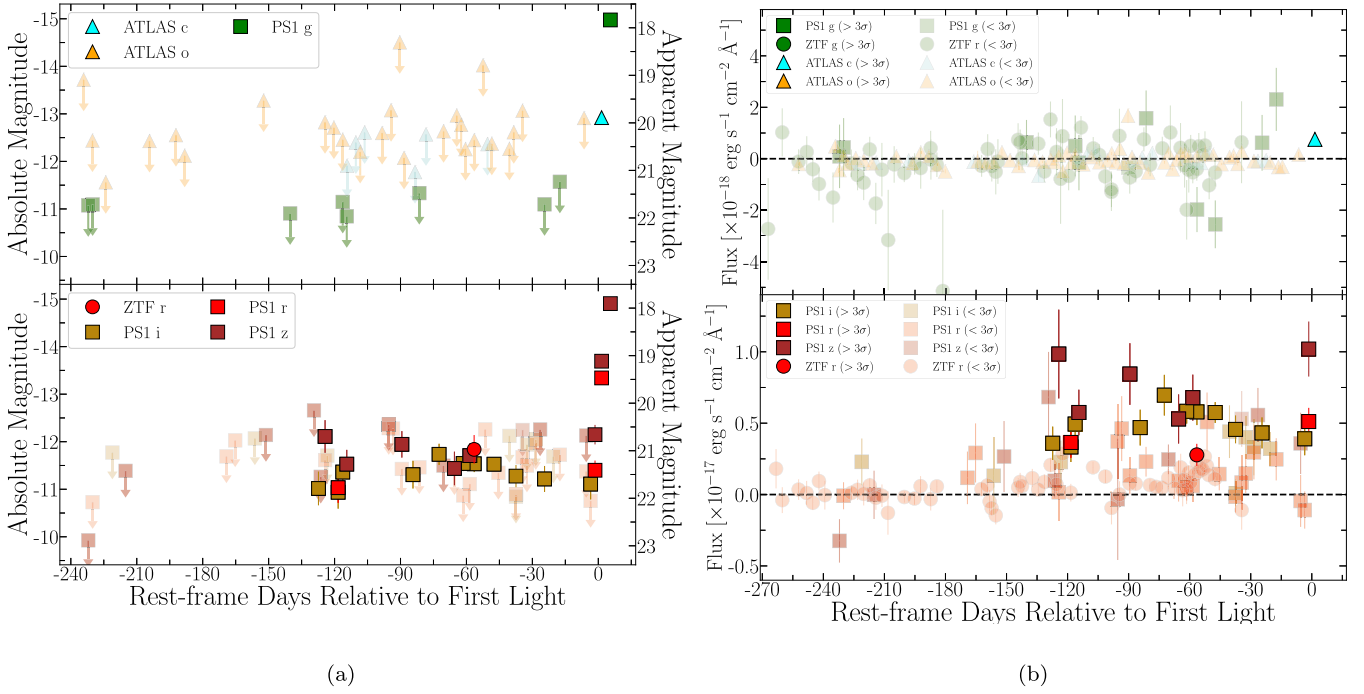 ATLAS c
ATLAS o
PS1 g
Absolute Magnitude
-15
-14
-13
-12
-11
-10
Apparent Magnitude
18
19
20
21
22
23
ZTF r
PS1 i
PS1 r
PS1 z
Absolute Magnitude
-15
-14
-13
-12
-11
-10
Apparent Magnitude
18
19
20
21
22
23
-240 -210 -180 -150 -120 -90 -60 -30 0
Rest-frame Days Relative to First Light
(a)
PS1 g (> 3σ)
ZTF g (> 3σ)
ATLAS c (> 3σ)
ATLAS o (> 3σ)
PS1 g (< 3σ)
ZTF r (< 3σ)
ATLAS c (< 3σ)
ATLAS o (< 3σ)
Flux [×10⁻¹⁸ erg s⁻¹ cm⁻² Å⁻¹]
4
2
0
-2
-4
PS1 i (> 3σ)
PS1 r (> 3σ)
PS1 z (> 3σ)
ZTF r (> 3σ)
PS1 i (< 3σ)
PS1 r (< 3σ)
PS1 z (< 3σ)
ZTF r (< 3σ)
Flux [×10⁻¹⁷ erg s⁻¹ cm⁻² Å⁻¹]
1.0
0.5
0.0
-0.5
-270 -240 -210 -180 -150 -120 -90 -60 -30 0
Rest-frame Days Relative to First Light
(b)